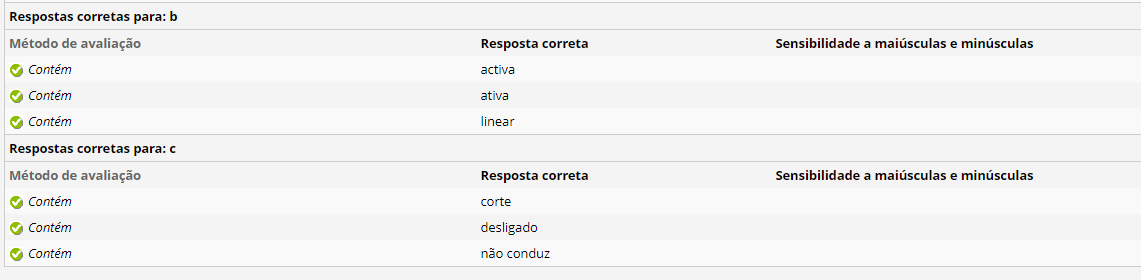 Respostas corretas para: b
Método de avaliação Resposta correta Sensibilidade a maiúsculas e minúsculas
Contém activa
Contém ativa
Contém linear
Respostas corretas para: c
Método de avaliação Resposta correta Sensibilidade a maiúsculas e minúsculas
Contém corte
Contém desligado
Contém não conduz